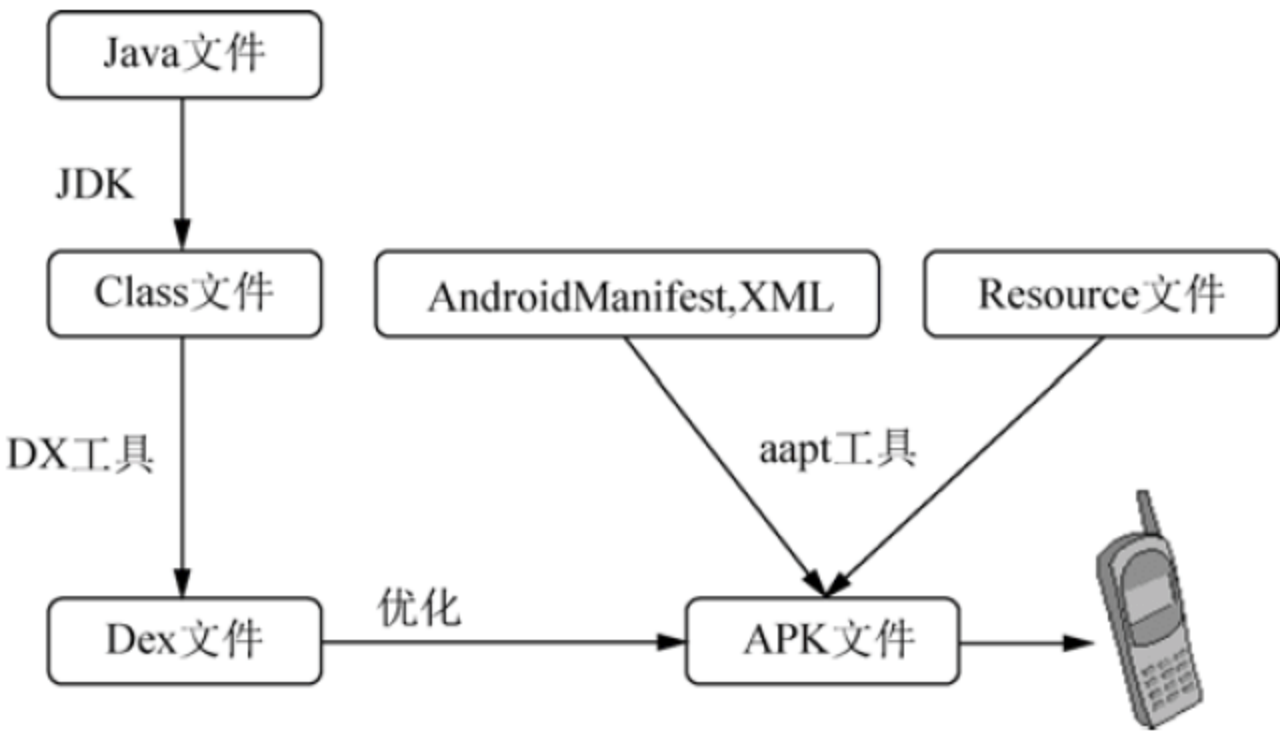 Java文件
JDK
Class文件
AndroidManifest,XML
Resource文件
DX工具
aapt工具
Dex文件
优化
APK文件